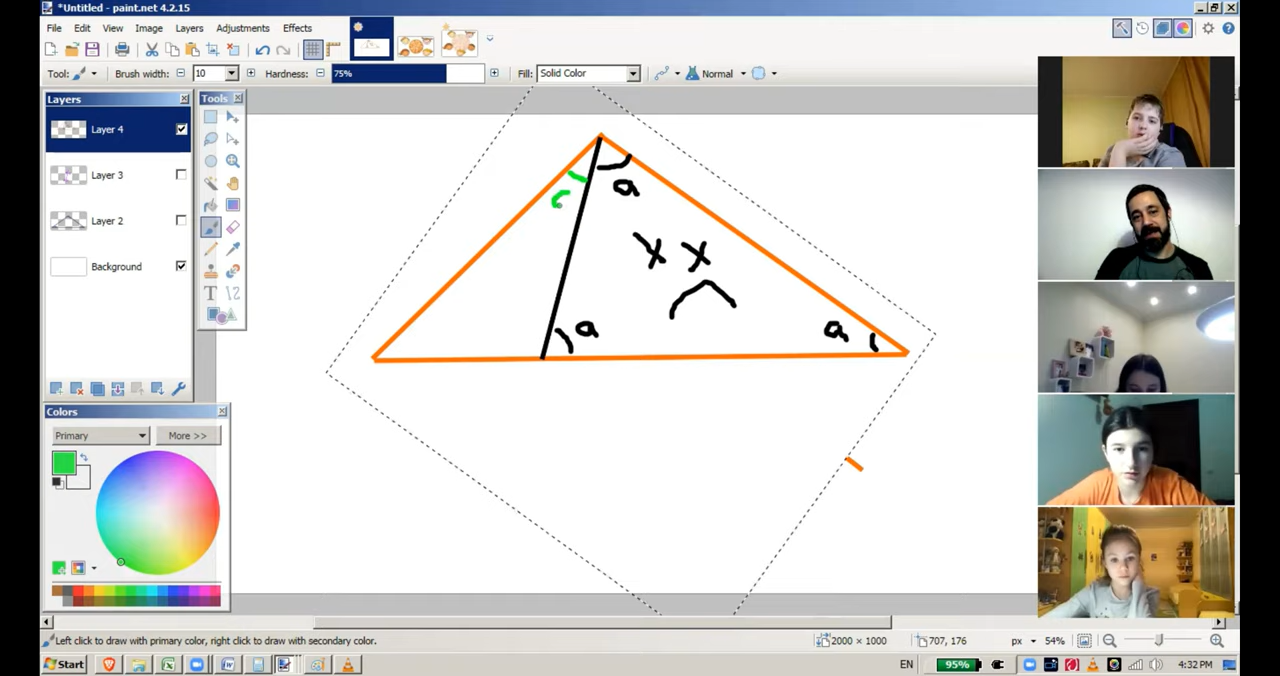 *Untitled - paint.net 4.2.15
File Edit View Image Layers Adjustments Effects
Tool: Brush width: 10 Hardness: 75% Fill: Solid Color Normal
Layers
Layer 4
Layer 3
Layer 2
Background
Tools
T
a
x x
a
a
Colors
Primary More >>
Left click to draw with primary color, right click to draw with secondary color.
2000 × 1000 707, 176 px 54%
Start EN 95% 4:32 PM